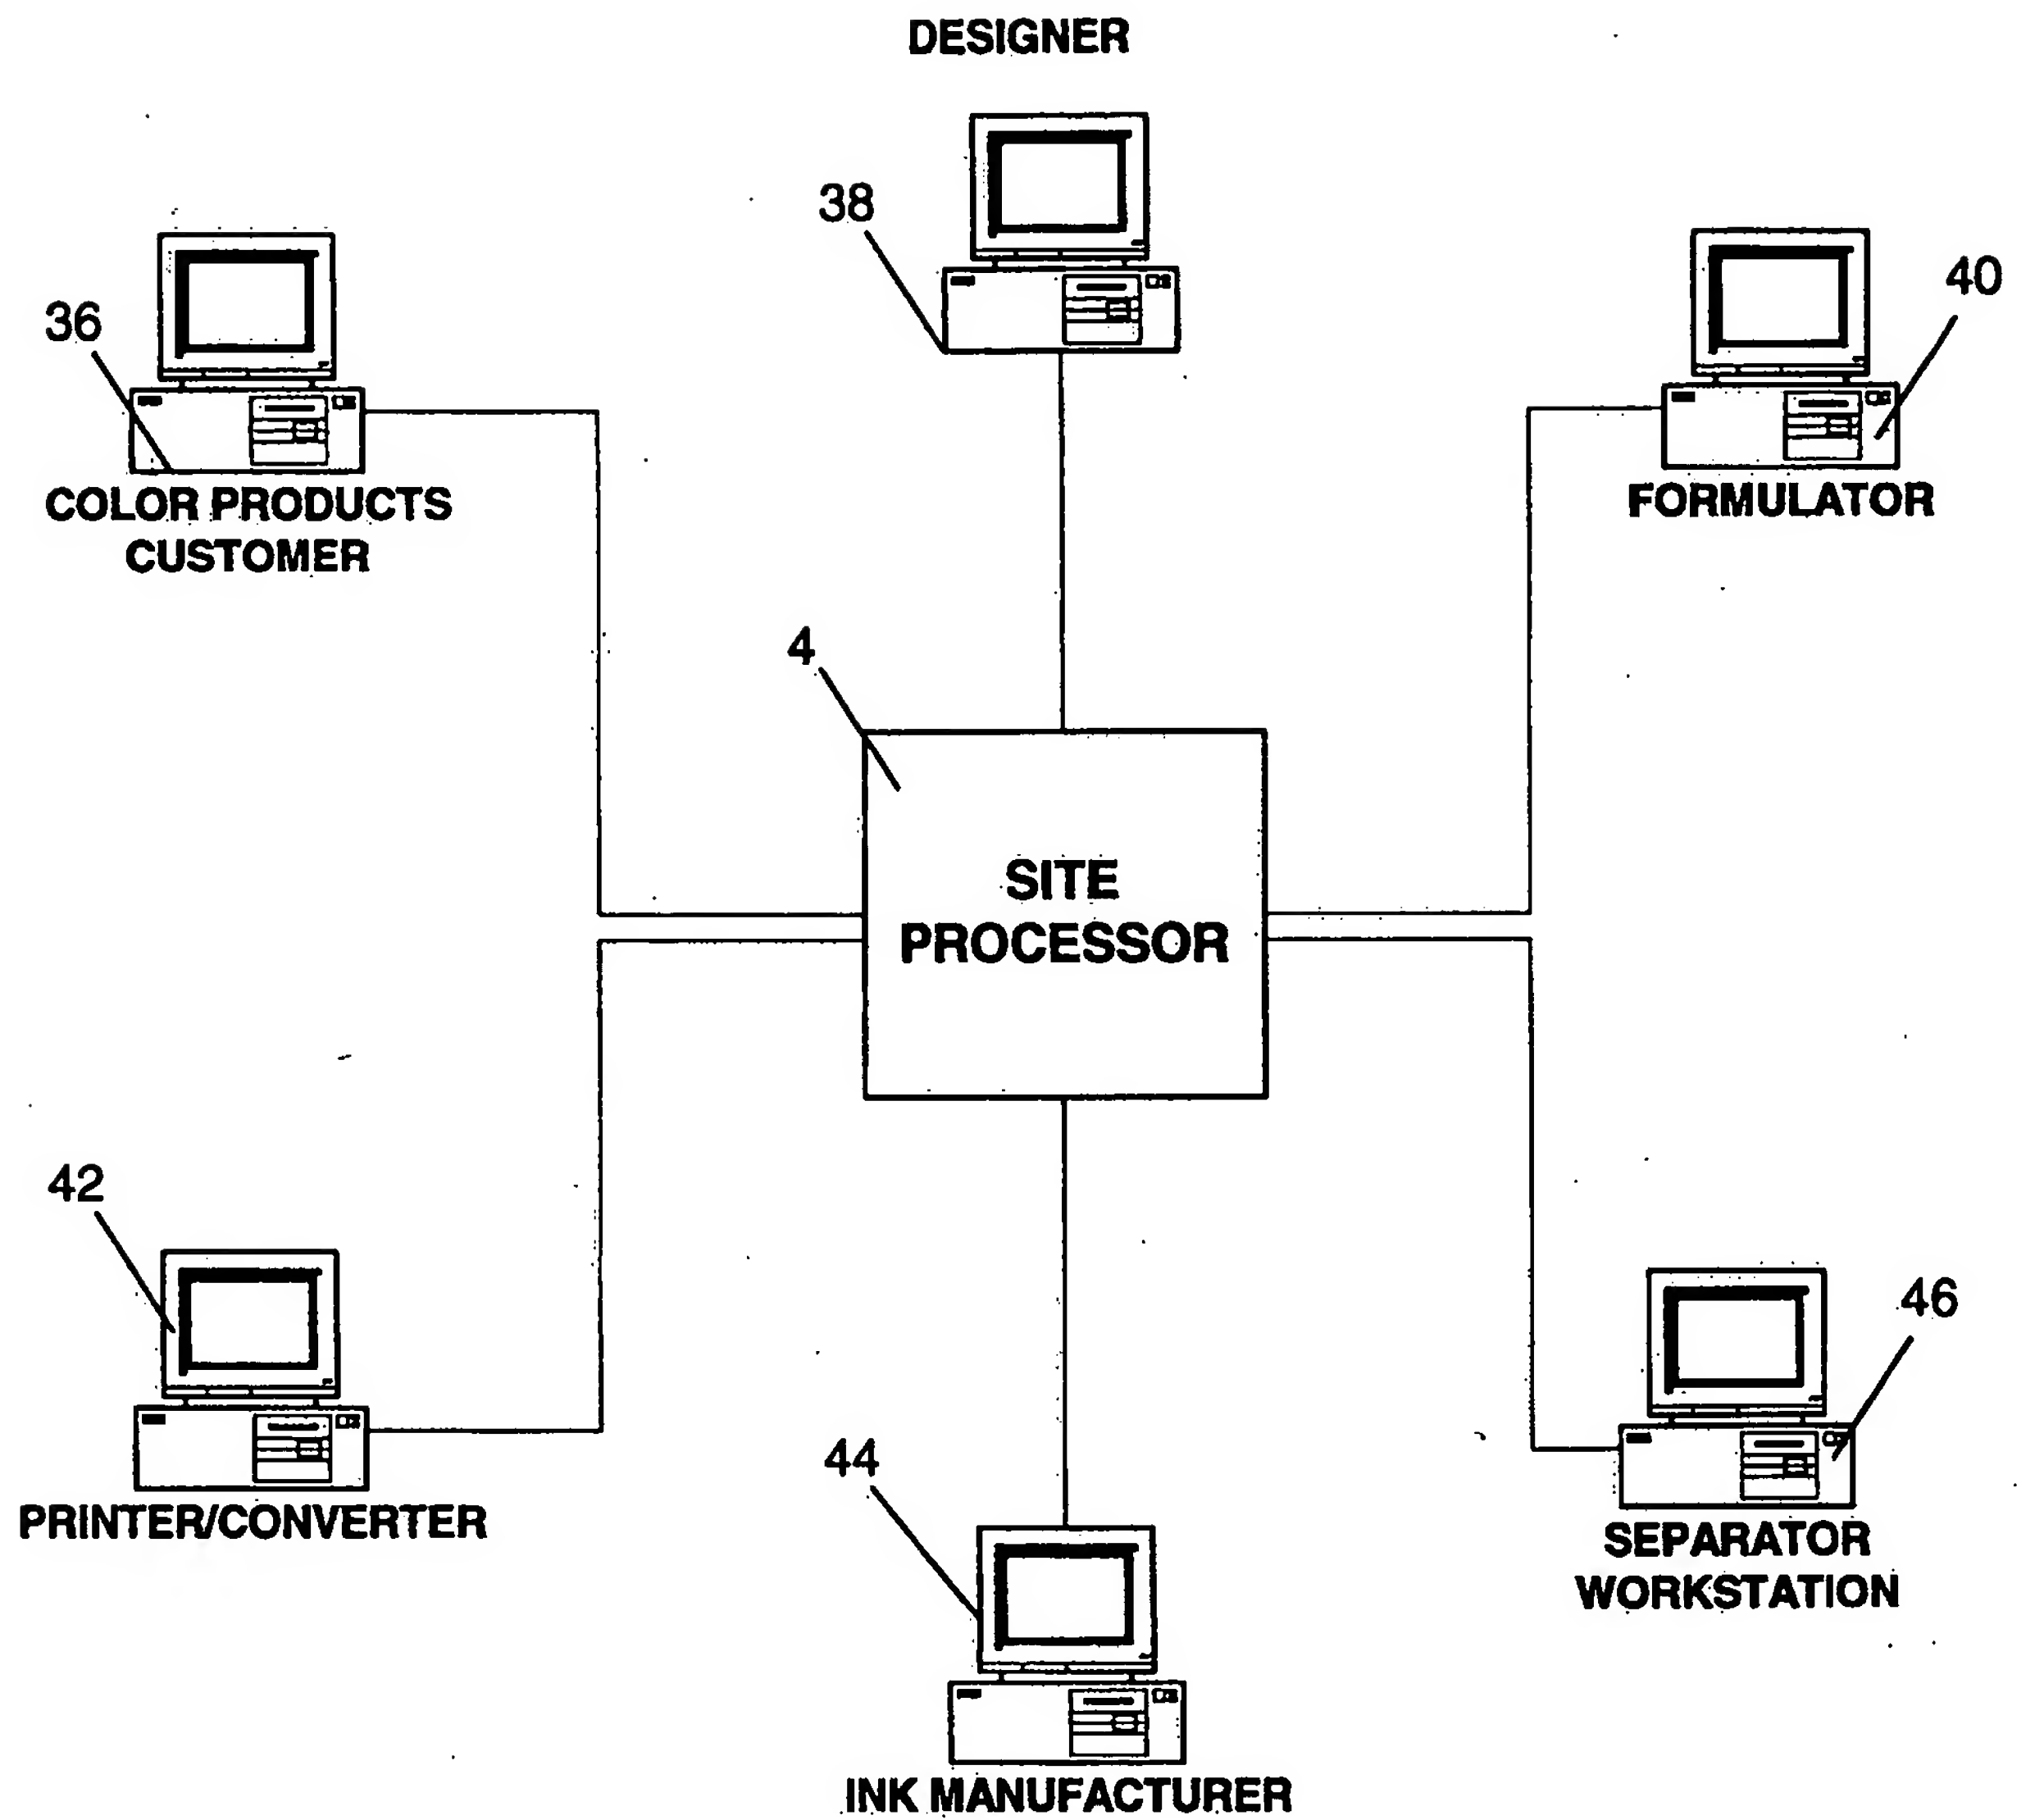 DESIGNER
38
40
36
COLOR PRODUCTS
CUSTOMER
FORMULATOR
4
SITE
PROCESSOR
42
46
PRINTER/CONVERTER
44
SEPARATOR
WORKSTATION
INK MANUFACTURER